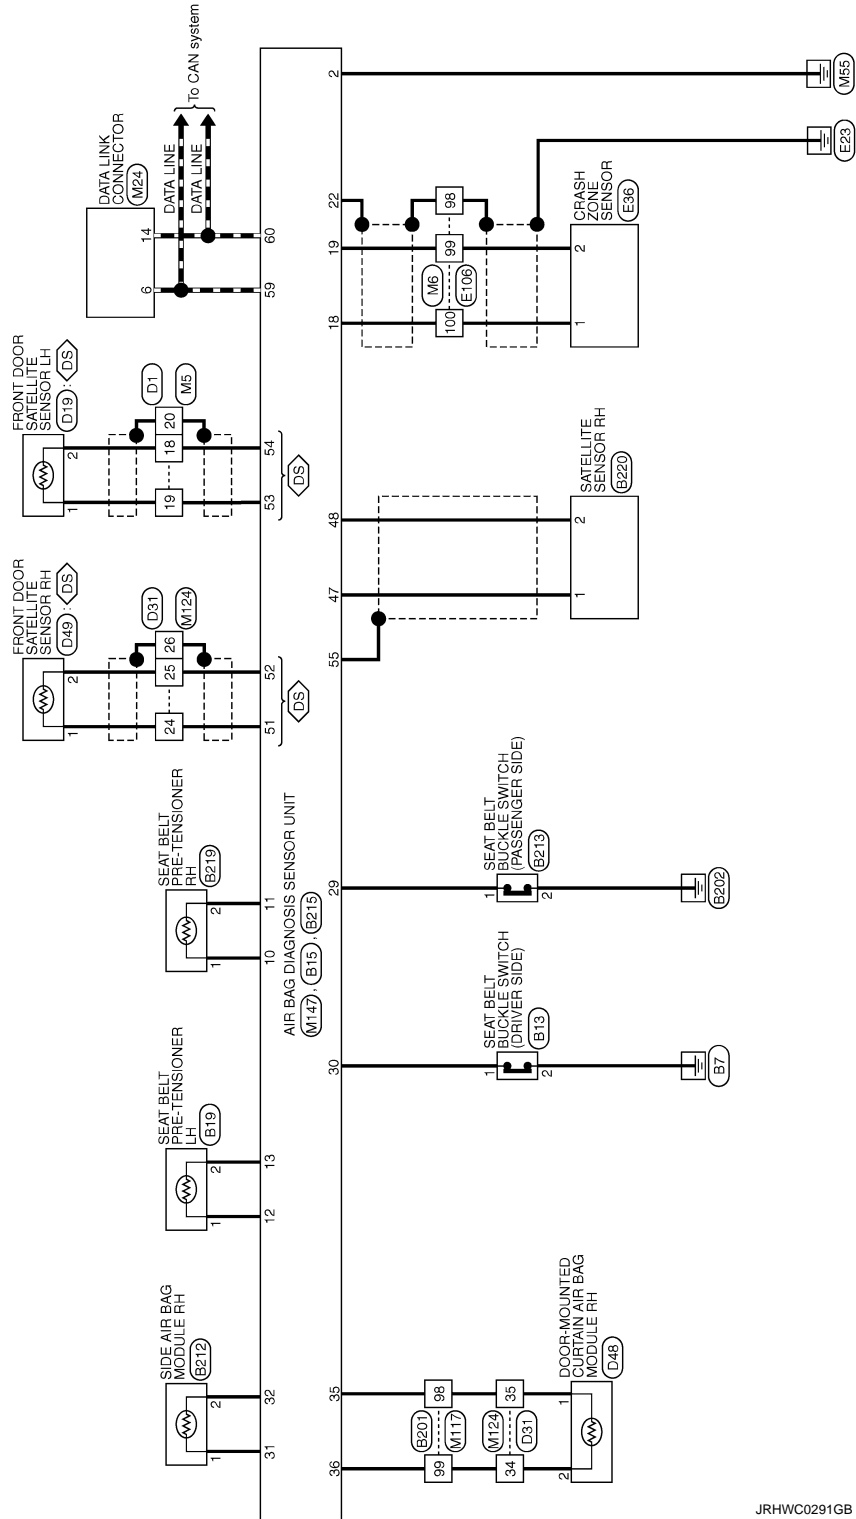 SIDE AIR BAG
MODULE RH
B212
1
2
31
32
SEAT BELT
PRE-TENSIONER
LH
B19
1
2
12
13
SEAT BELT
PRE-TENSIONER
RH
B219
1
2
10
11
FRONT DOOR
SATELLITE
SENSOR RH
D49 : DS
1
2
24
25
26
D31
M124
51
52
DS
FRONT DOOR
SATELLITE
SENSOR LH
D19 : DS
1
2
19
18
20
D1
M5
53
54
DS
DATA LINK
CONNECTOR
M24
6
14
DATA LINE
DATA LINE
To CAN system
59
60
AIR BAG DIAGNOSIS SENSOR UNIT
M147 , B15 , B215
36
35
B201
M117
99
98
M124
D31
34
35
2
1
DOOR-MOUNTED
CURTAIN AIR BAG
MODULE RH
D48
30
1
2
SEAT BELT
BUCKLE SWITCH
(DRIVER SIDE)
B13
B7
29
1
2
SEAT BELT
BUCKLE SWITCH
(PASSENGER SIDE)
B213
B202
55
47
48
1
2
SATELLITE
SENSOR RH
B220
18
19
22
2
100
99
98
M6
E106
1
2
CRASH
ZONE
SENSOR
E36
E23
M55
JRHWC0291GB